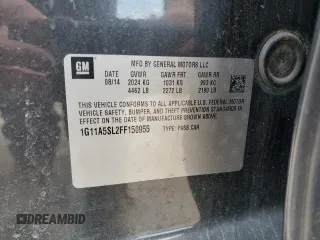 GM
MFD BY GENERAL MOTORS LLC
DATE GVWR GAWR FRT GAWR RR
08/14 2024 KG 1031 KG 993 KG
4462 LB 2272 LB 2190 LB
THIS VEHICLE CONFORMS TO ALL APPLICABLE U.S. FEDERAL MOTOR VEHICLE SAFETY, BUMPER, AND THEFT PREVENTION STANDARDS IN EFFECT ON THE DATE OF MANUFACTURE SHOWN ABOVE.
1G11A5SL2FF150955 TYPE: PASS CAR
DREAMBID